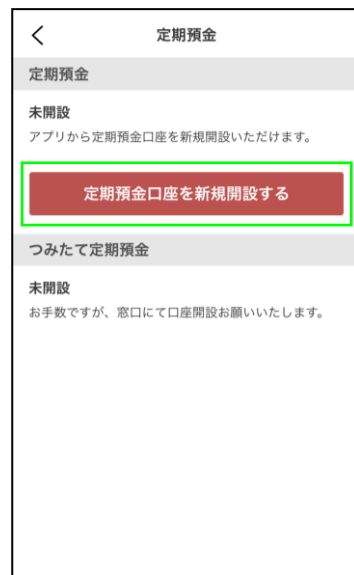 定期預金
定期預金
未開設
アプリから定期預金口座を新規開設いただけます。
定期預金口座を新規開設する
つみたて定期預金
未開設
お手数ですが、窓口にて口座開設お願いいたします。